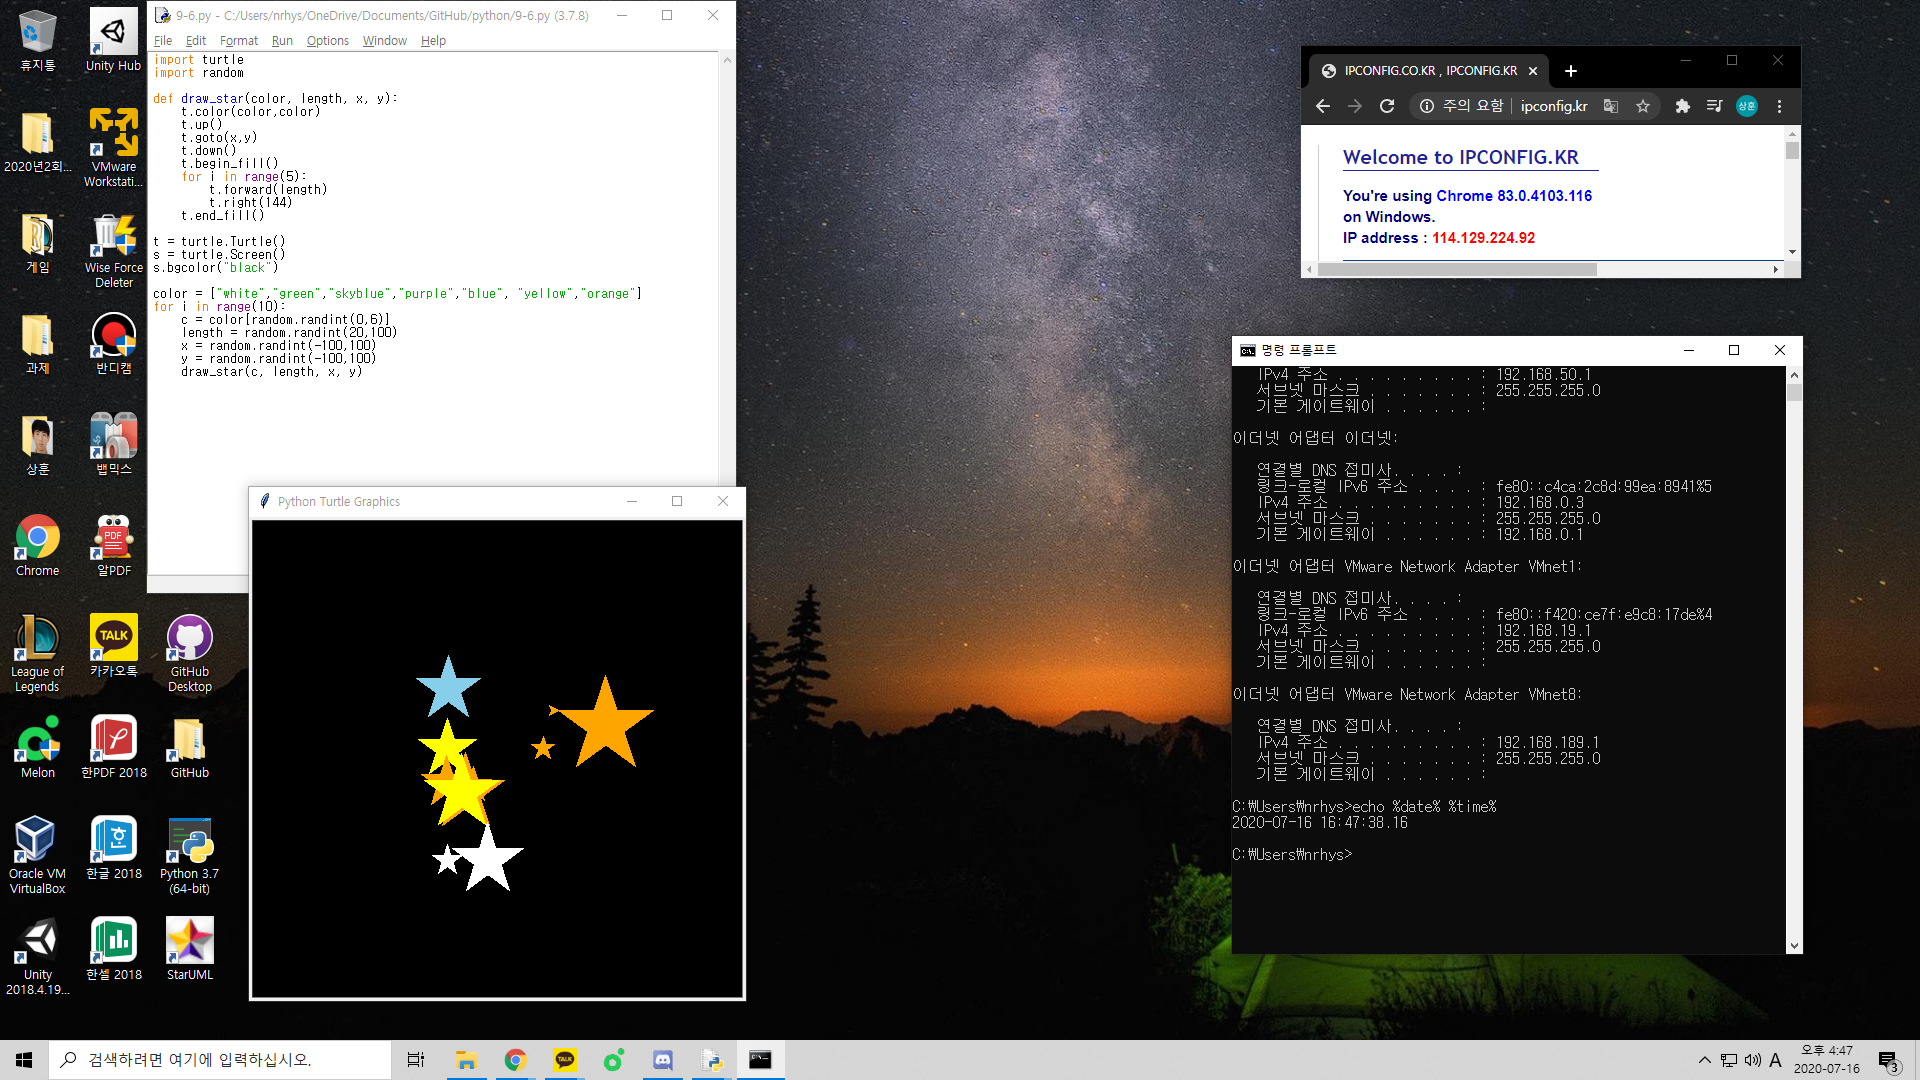 휴지통
Unity Hub
2020년2회...
VMware
Workstati...
게임
Wise Force
Deleter
과제
반디캠
상훈
뱁믹스
Chrome
알PDF
League of
Legends
카카오톡
GitHub
Desktop
Melon
한PDF 2018
GitHub
Oracle VM
VirtualBox
한글 2018
Python 3.7
(64-bit)
Unity
2018.4.19...
한셀 2018
StarUML
9-6.py - C:/Users/nrhys/OneDrive/Documents/GitHub/python/9-6.py (3.7.8)
File Edit Format Run Options Window Help
import turtle
import random
def draw_star(color, length, x, y):
    t.color(color,color)
    t.up()
    t.goto(x,y)
    t.down()
    t.begin_fill()
    for i in range(5):
        t.forward(length)
        t.right(144)
    t.end_fill()
t = turtle.Turtle()
s = turtle.Screen()
s.bgcolor("black")
color = ["white","green","skyblue","purple","blue", "yellow","orange"]
for i in range(10):
    c = color[random.randint(0,6)]
    length = random.randint(20,100)
    x = random.randint(-100,100)
    y = random.randint(-100,100)
    draw_star(c, length, x, y)
Python Turtle Graphics
IPCONFIG.CO.KR , IPCONFIG.KR
주의 요함 ipconfig.kr
상훈
Welcome to IPCONFIG.KR
You're using Chrome 83.0.4103.116
on Windows.
IP address : 114.129.224.92
명령 프롬프트
IPv4 주소 . . . . . . . . . : 192.168.50.1
서브넷 마스크 . . . . . . . : 255.255.255.0
기본 게이트웨이 . . . . . . :
이더넷 어댑터 이더넷:
연결별 DNS 접미사. . . . :
링크-로컬 IPv6 주소 . . . . : fe80::c4ca:2c8d:99ea:8941%5
IPv4 주소 . . . . . . . . . : 192.168.0.3
서브넷 마스크 . . . . . . . : 255.255.255.0
기본 게이트웨이 . . . . . . : 192.168.0.1
이더넷 어댑터 VMware Network Adapter VMnet1:
연결별 DNS 접미사. . . . :
링크-로컬 IPv6 주소 . . . . : fe80::f420:ce7f:e9c8:17de%4
IPv4 주소 . . . . . . . . . : 192.168.19.1
서브넷 마스크 . . . . . . . : 255.255.255.0
기본 게이트웨이 . . . . . . :
이더넷 어댑터 VMware Network Adapter VMnet8:
연결별 DNS 접미사. . . . :
IPv4 주소 . . . . . . . . . : 192.168.189.1
서브넷 마스크 . . . . . . . : 255.255.255.0
기본 게이트웨이 . . . . . . :
C:\Users\nrhys>echo %date% %time%
2020-07-16 16:47:38.16
C:\Users\nrhys>
검색하려면 여기에 입력하십시오.
A
오후 4:47
2020-07-16
3